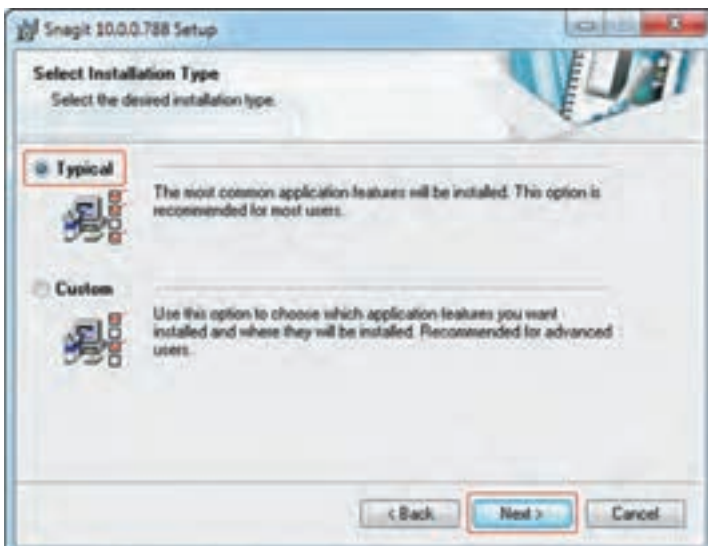 Snagit 10.0.0.788 Setup
Select Installation Type
Select the desired installation type.
Typical
The most common application features will be installed. This option is
recommended for most users.
Custom
Use this option to choose which application features you want
installed and where they will be installed. Recommended for advanced
users.
< Back
Next >
Cancel